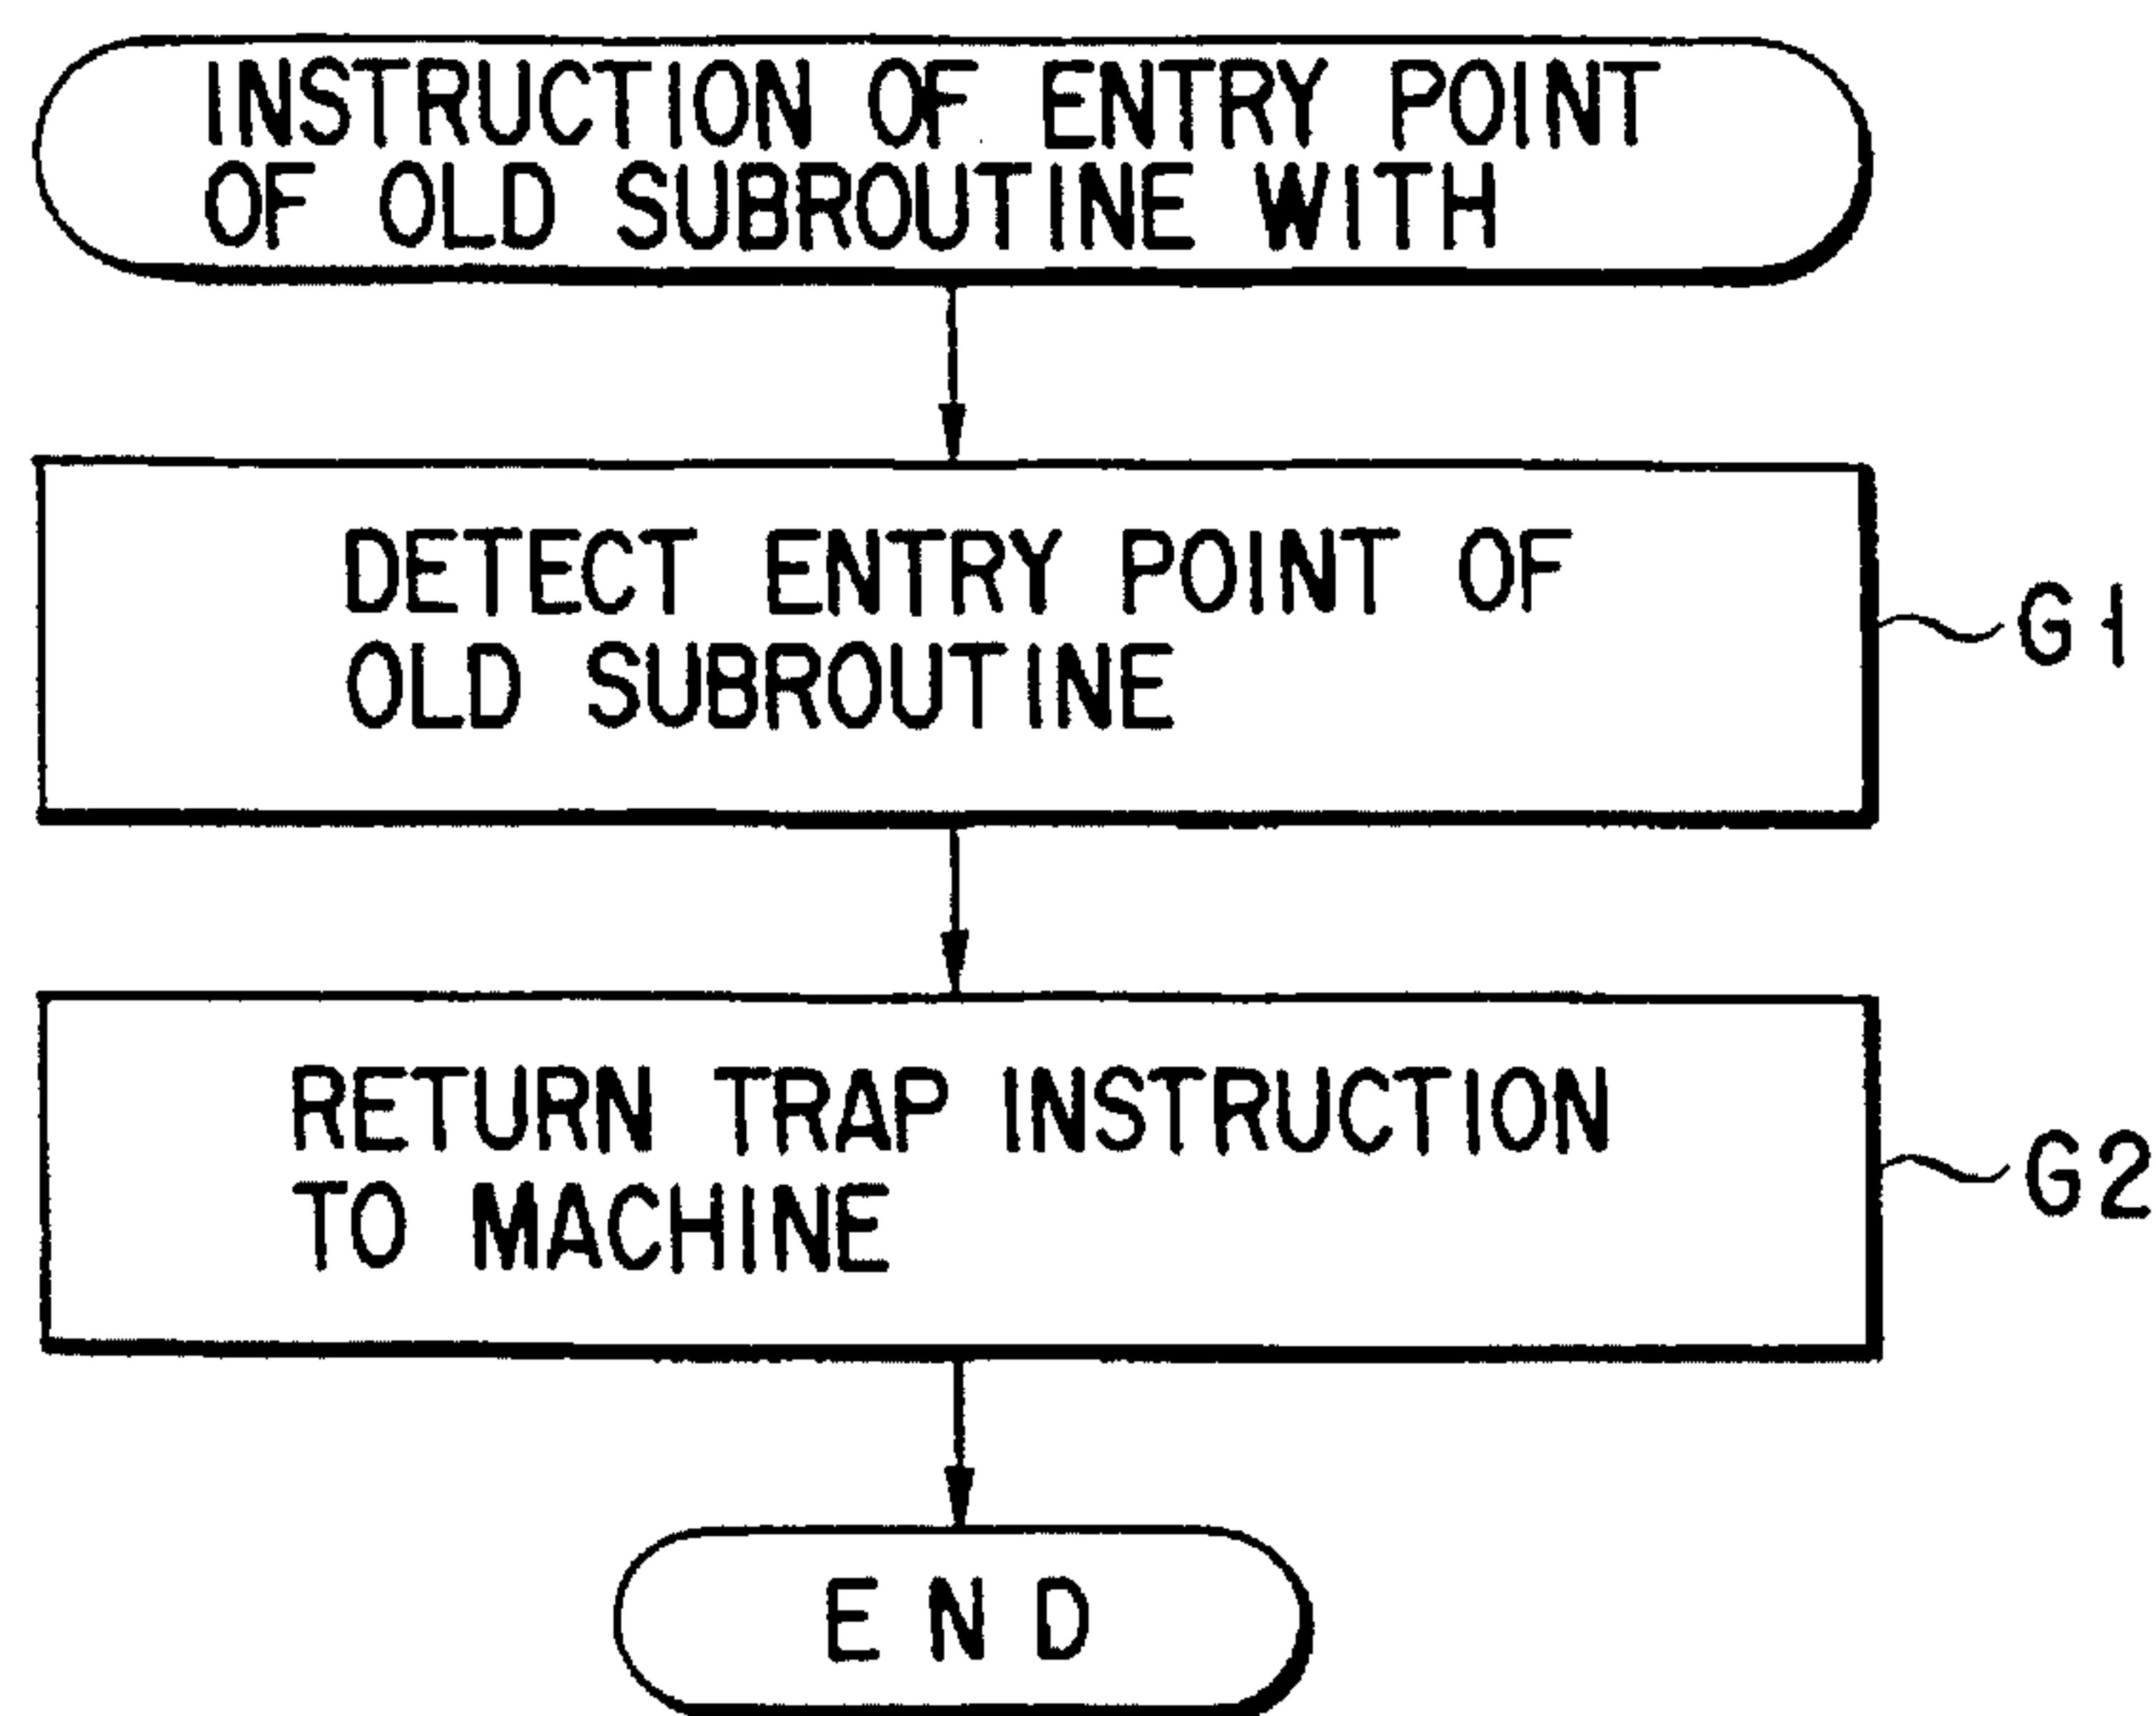 INSTRUCTION OF ENTRY POINT
OF OLD SUBROUTINE WITH
DETECT ENTRY POINT OF
OLD SUBROUTINE
G1
RETURN TRAP INSTRUCTION
TO MACHINE
G2
END